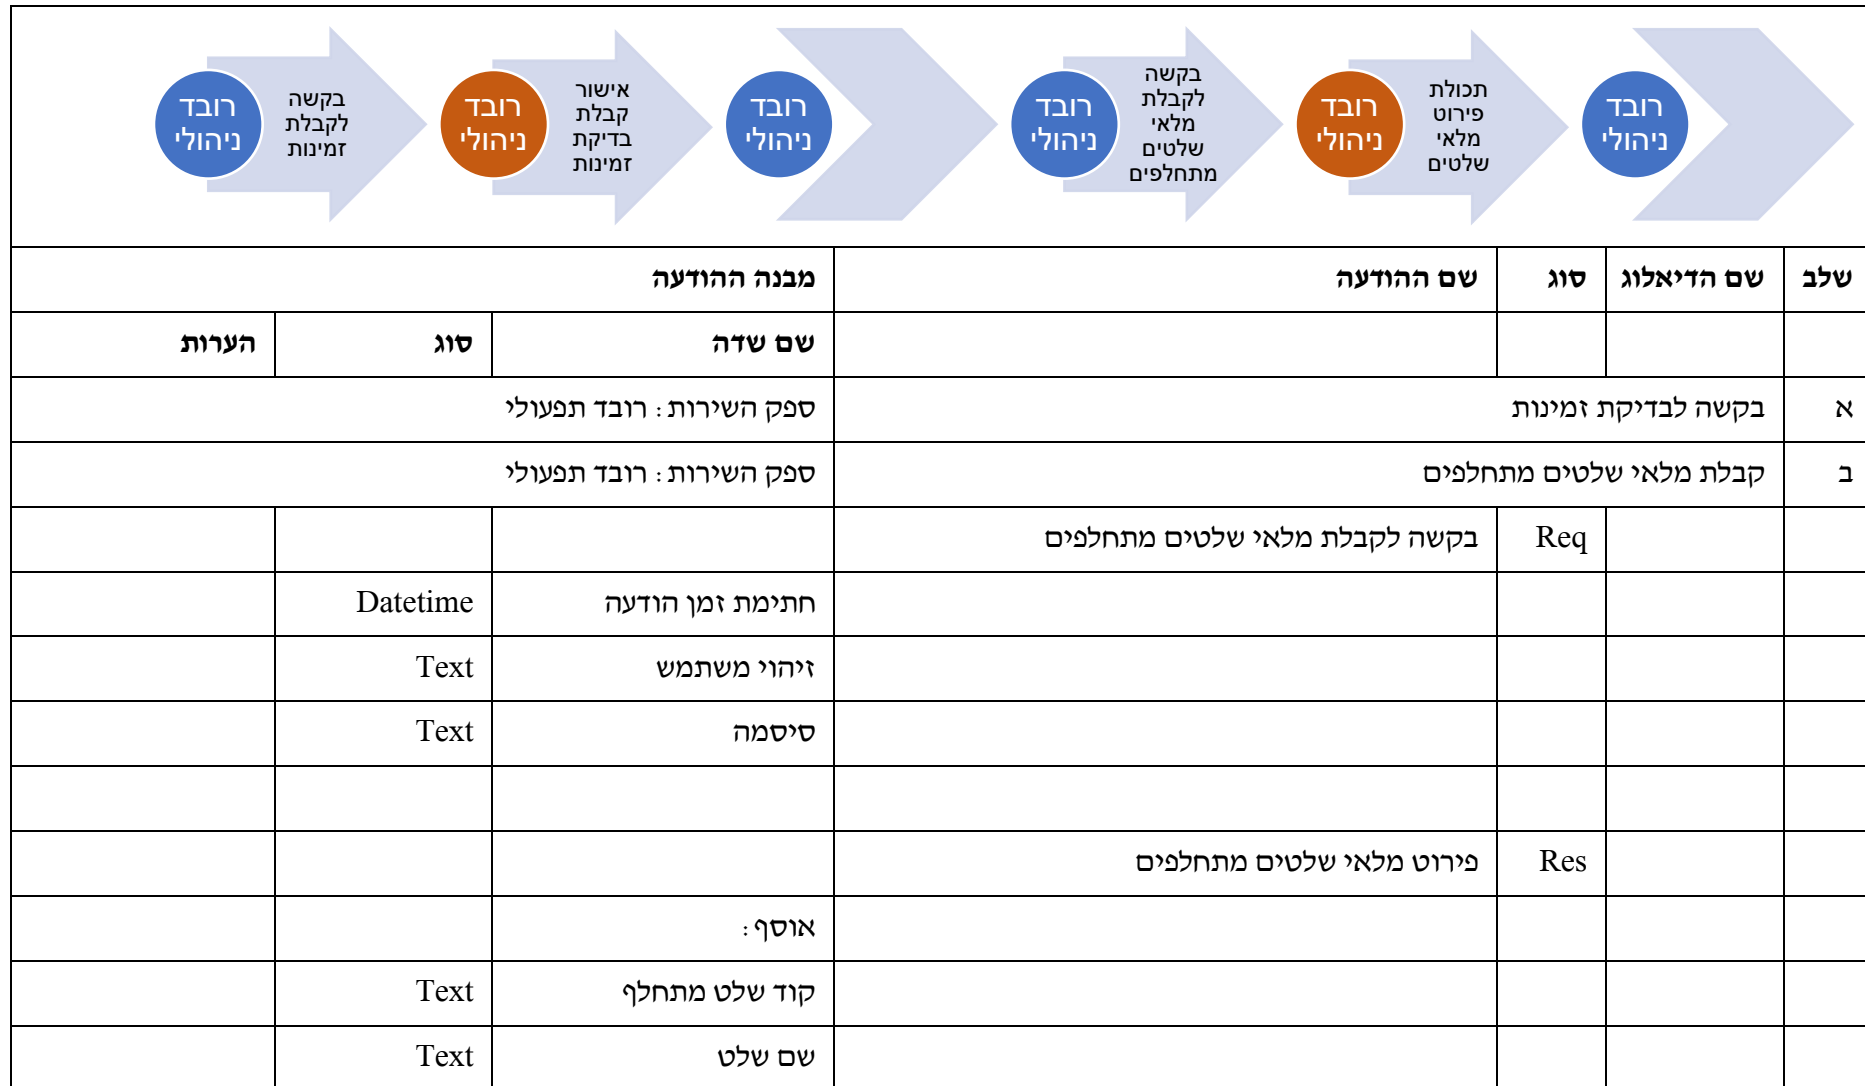 רובד
ניהולי
בקשה
לקבלת
זמינות
רובד
ניהולי
אישור
קבלת
בדיקת
זמינות
רובד
ניהולי
רובד
ניהולי
בקשה
לקבלת
מלאי
שלטים
מתחלפים
רובד
ניהולי
תכולת
פירוט
מלאי
שלטים
רובד
ניהולי
שלב שם הדיאלוג סוג שם ההודעה מבנה ההודעה
שם שדה סוג הערות
א בקשה לבדיקת זמינות ספק השירות: רובד תפעולי
ב קבלת מלאי שלטים מתחלפים ספק השירות: רובד תפעולי
Req בקשה לקבלת מלאי שלטים מתחלפים
חתימת זמן הודעה Datetime
זיהוי משתמש Text
סיסמה Text
Res פירוט מלאי שלטים מתחלפים
אוסף:
קוד שלט מתחלף Text
שם שלט Text